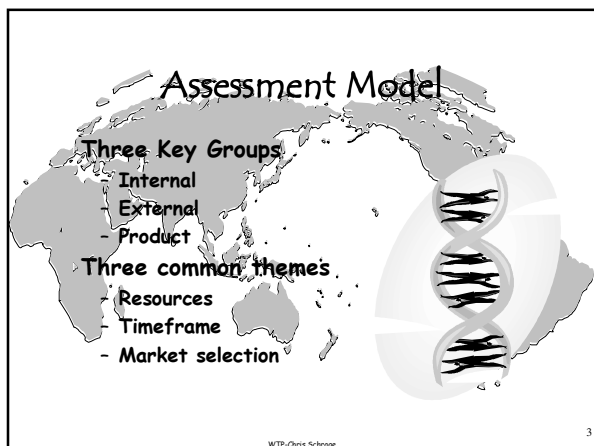 Assessment Model
Three Key Groups
- Internal
- External
- Product
Three common themes
- Resources
- Timeframe
- Market selection
WTP-Chris Schrage
3